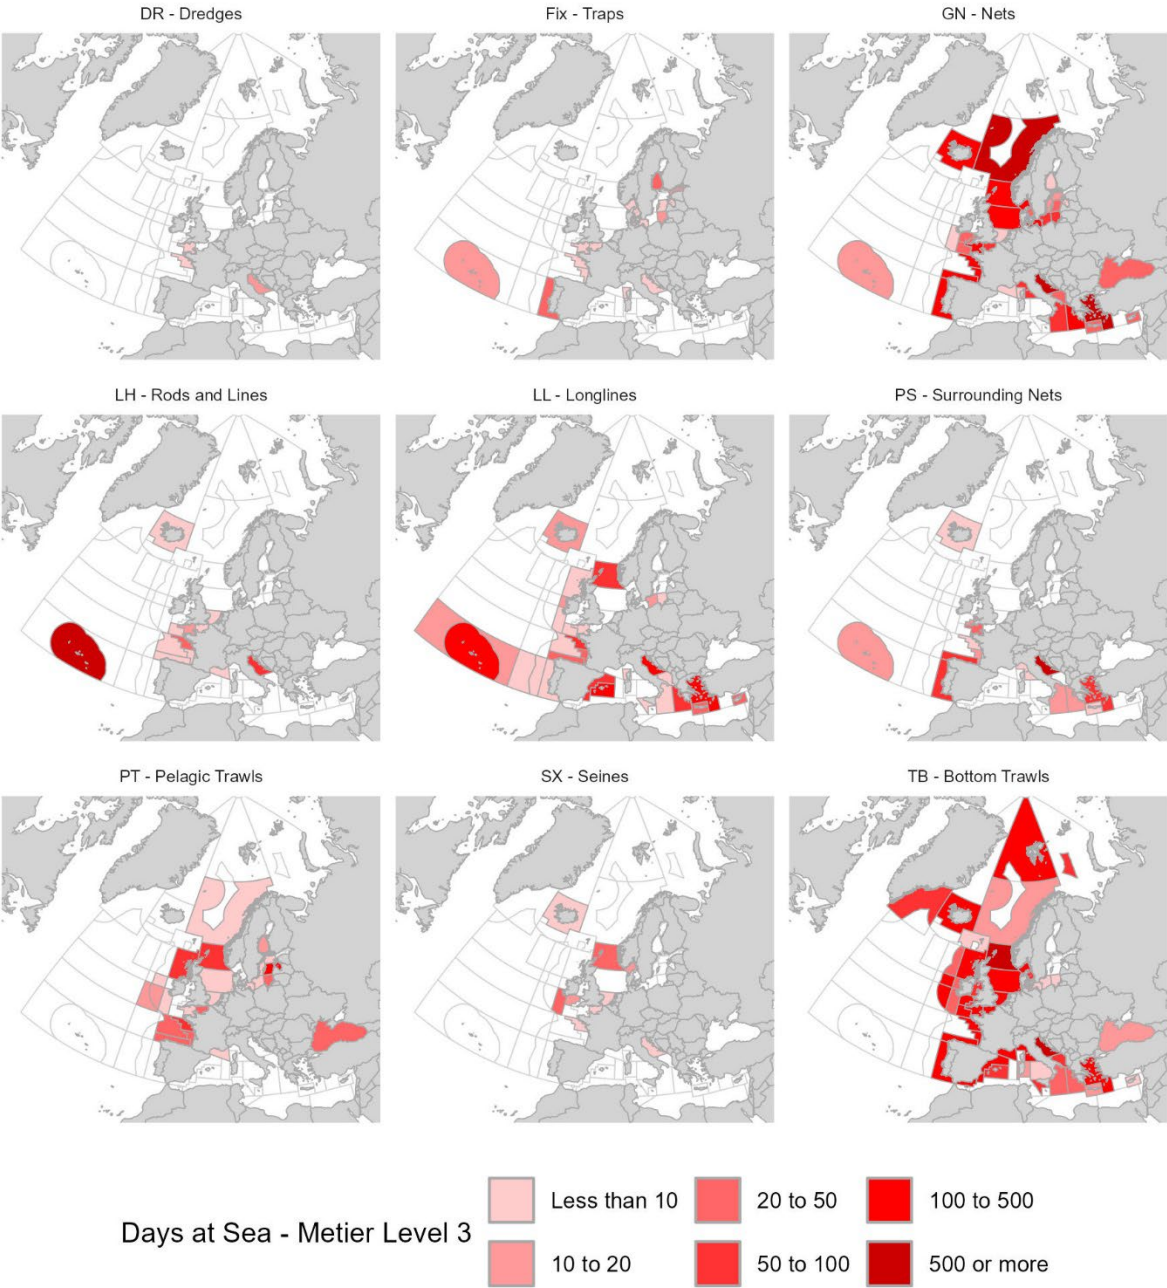 DR - Dredges
Fix - Traps
GN - Nets
LH - Rods and Lines
LL - Longlines
PS - Surrounding Nets
PT - Pelagic Trawls
SX - Seines
TB - Bottom Trawls
Days at Sea - Metier Level 3
Less than 10
20 to 50
100 to 500
10 to 20
50 to 100
500 or more